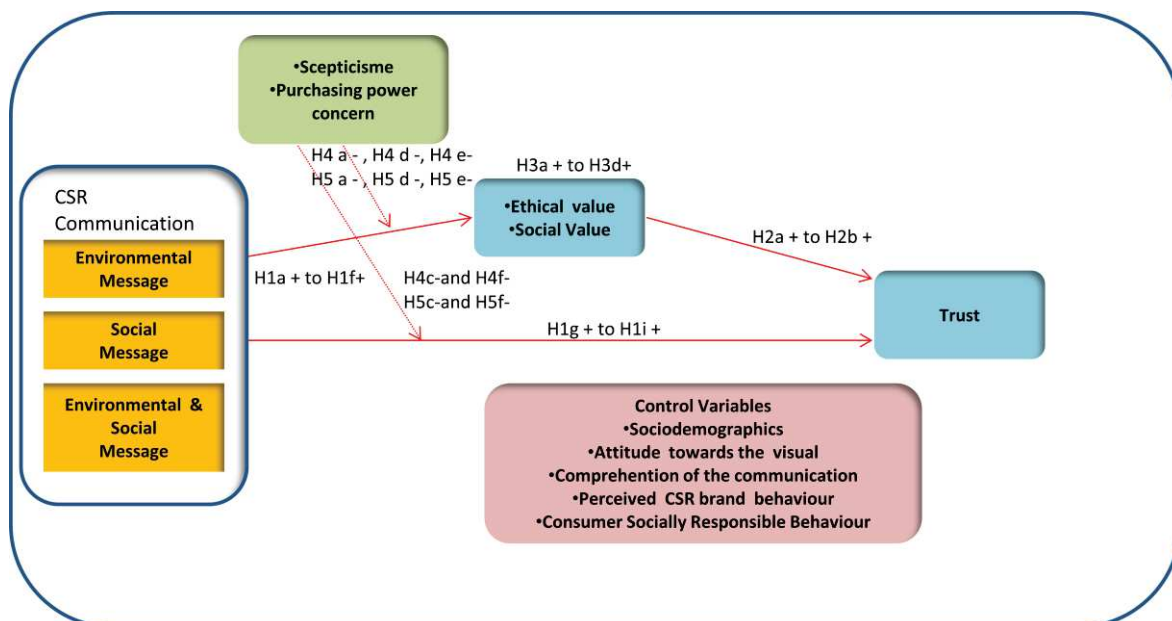 •Scepticisme
•Purchasing power
concern
H4 a - , H4 d -, H4 e-
H5 a - , H5 d -, H5 e-
H3a + to H3d+
CSR
Communication
Environmental
Message
Social
Message
Environmental &
Social
Message
H1a + to H1f+
•Ethical value
•Social Value
H2a + to H2b +
H4c-and H4f-
H5c-and H5f-
H1g + to H1i +
Trust
Control Variables
•Sociodemographics
•Attitude towards the visual
•Comprehention of the communication
•Perceived CSR brand behaviour
•Consumer Socially Responsible Behaviour